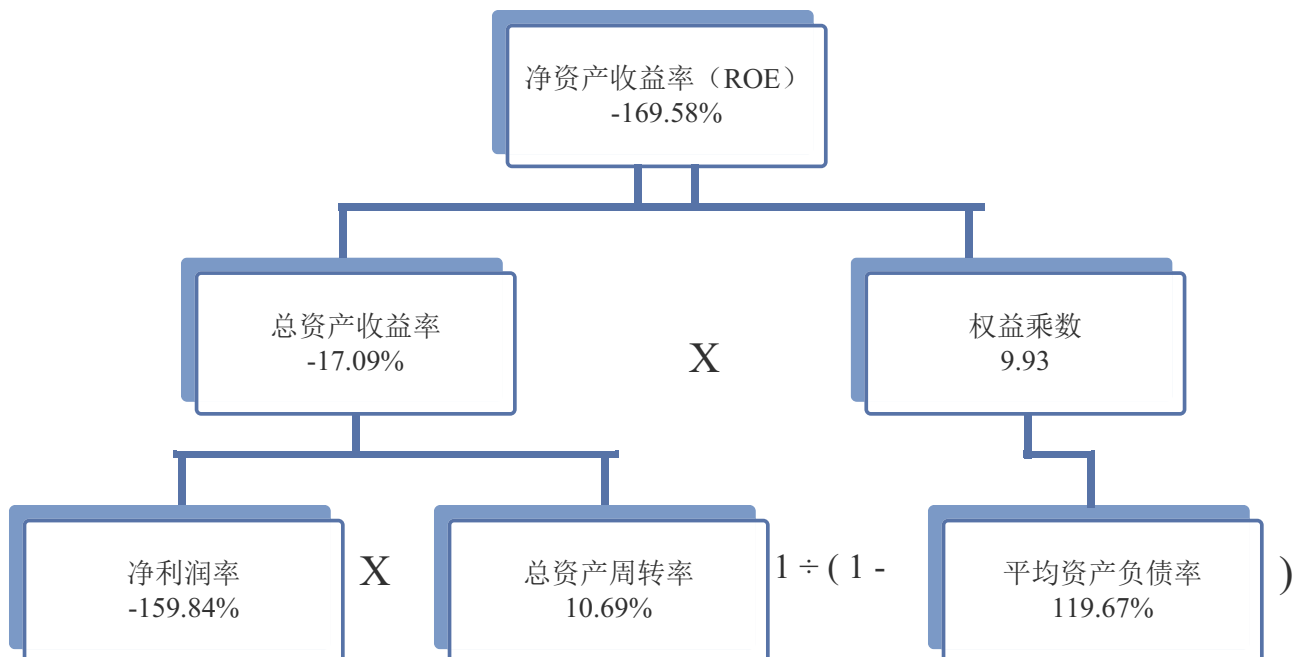 净资产收益率（ROE）
-169.58%
总资产收益率
-17.09%
X
权益乘数
9.93
净利润率
-159.84%
X
总资产周转率
10.69%
1 ÷ ( 1 -
平均资产负债率
119.67%
)